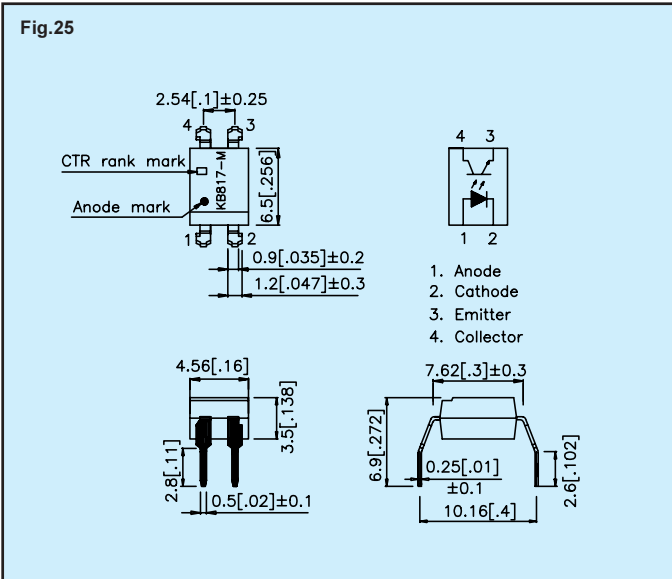 Fig.25
2.54[.1]±0.25
4 3
CTR rank mark
KB817-M
6.5[.256]
Anode mark
1 2
0.9[.035]±0.2
1.2[.047]±0.3
4 3
1 2
1. Anode
2. Cathode
3. Emitter
4. Collector
4.56[.16]
3.5[.138]
2.8[.11]
0.5[.02]±0.1
7.62[.3]±0.3
6.9[.272]
0.25[.01]
±0.1
2.6[.102]
10.16[.4]